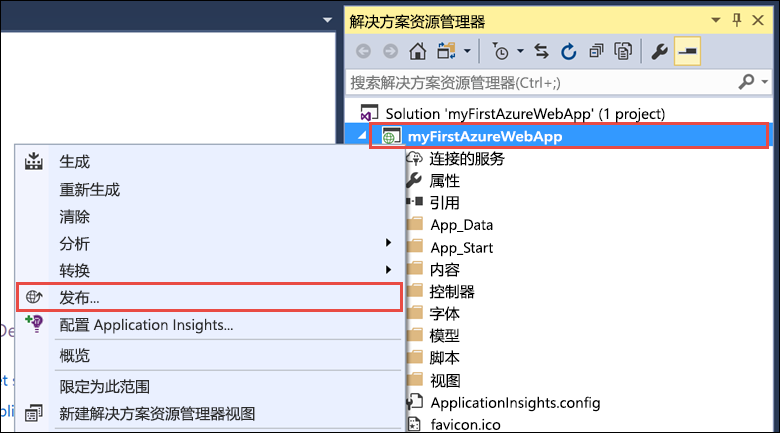 解决方案资源管理器
搜索解决方案资源管理器(Ctrl+;)
Solution 'myFirstAzureWebApp' (1 project)
myFirstAzureWebApp
连接的服务
属性
引用
App_Data
App_Start
内容
控制器
字体
模型
脚本
视图
ApplicationInsights.config
favicon.ico
生成
重新生成
清除
分析
转换
发布...
配置 Application Insights...
概览
限定为此范围
新建解决方案资源管理器视图